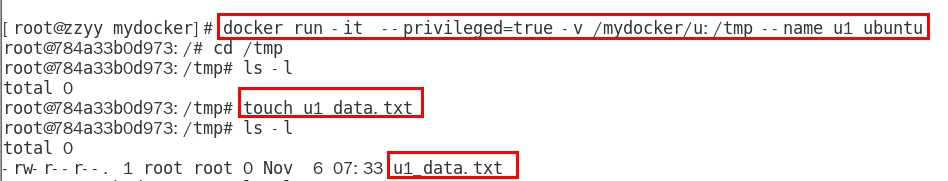 [root@zzyy mydocker]# docker run -it --privileged=true -v /mydocker/u:/tmp --name u1 ubuntu
root@784a33b0d973:/# cd /tmp
root@784a33b0d973:/tmp# ls -l
total 0
root@784a33b0d973:/tmp# touch u1_data.txt
root@784a33b0d973:/tmp# ls -l
total 0
-rw-r--r--. 1 root root 0 Nov  6 07:33 u1_data.txt